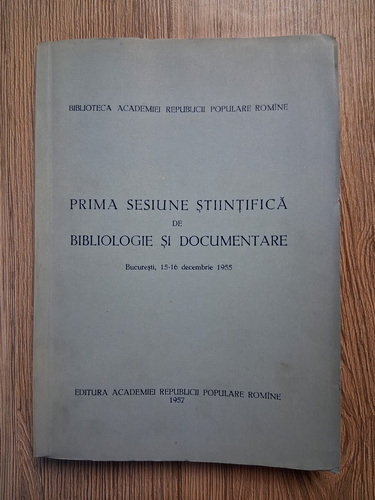 BIBLIOTECA ACADEMIEI REPUBLICII POPULARE ROMÎNE
PRIMA SESIUNE ȘTIINȚIFICĂ
DE
BIBLIOLOGIE ȘI DOCUMENTARE
București, 15-16 decembrie 1955
EDITURA ACADEMIEI REPUBLICII POPULARE ROMÎNE
1957